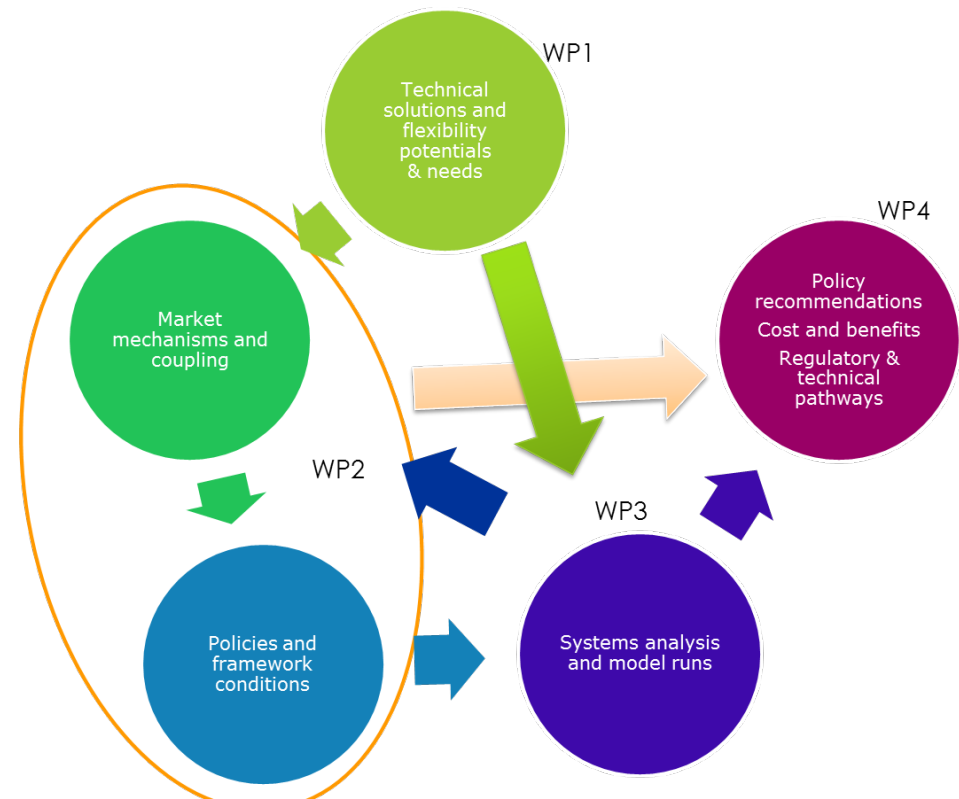 WP1
Technical
solutions and
flexibility
potentials
& needs
WP4
Policy
recommendations
Cost and benefits
Regulatory &
technical
pathways
Market
mechanisms and
coupling
WP2
WP3
Policies and
framework
conditions
Systems analysis
and model runs